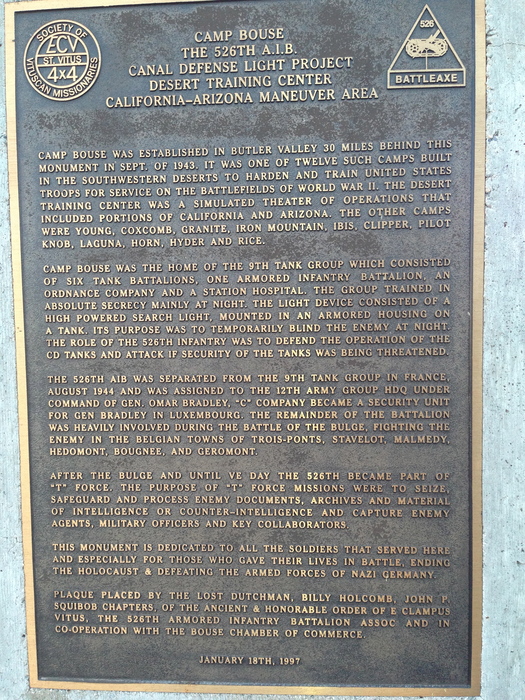 SOCIETY OF
ECV
ST. VITUS
4x4
VITUSCAN MISSIONARIES
526
BATTLEAXE
CAMP BOUSE
THE 526TH A.I.B.
CANAL DEFENSE LIGHT PROJECT
DESERT TRAINING CENTER
CALIFORNIA-ARIZONA MANEUVER AREA
CAMP BOUSE WAS ESTABLISHED IN BUTLER VALLEY 30 MILES BEHIND THIS
MONUMENT IN SEPT. OF 1943. IT WAS ONE OF TWELVE SUCH CAMPS BUILT
IN THE SOUTHWESTERN DESERTS TO HARDEN AND TRAIN UNITED STATES
TROOPS FOR SERVICE ON THE BATTLEFIELDS OF WORLD WAR II. THE DESERT
TRAINING CENTER WAS A SIMULATED THEATER OF OPERATIONS THAT
INCLUDED PORTIONS OF CALIFORNIA AND ARIZONA. THE OTHER CAMPS
WERE YOUNG, COXCOMB, GRANITE, IRON MOUNTAIN, IBIS, CLIPPER, PILOT
KNOB, LAGUNA, HORN, HYDER AND RICE.
CAMP BOUSE WAS THE HOME OF THE 9TH TANK GROUP WHICH CONSISTED
OF SIX TANK BATTALIONS, ONE ARMORED INFANTRY BATTALION, AN
ORDNANCE COMPANY AND A STATION HOSPITAL. THE GROUP TRAINED IN
ABSOLUTE SECRECY MAINLY AT NIGHT. THE LIGHT DEVICE CONSISTED OF A
HIGH POWERED SEARCH LIGHT, MOUNTED IN AN ARMORED HOUSING ON
A TANK. ITS PURPOSE WAS TO TEMPORARILY BLIND THE ENEMY AT NIGHT.
THE ROLE OF THE 526TH INFANTRY WAS TO DEFEND THE OPERATION OF THE
CD TANKS AND ATTACK IF SECURITY OF THE TANKS WAS BEING THREATENED.
THE 526TH AIB WAS SEPARATED FROM THE 9TH TANK GROUP IN FRANCE,
AUGUST 1944 AND WAS ASSIGNED TO THE 12TH ARMY GROUP HDQ UNDER
COMMAND OF GEN. OMAR BRADLEY, "C" COMPANY BECAME A SECURITY UNIT
FOR GEN BRADLEY IN LUXEMBOURG. THE REMAINDER OF THE BATTALION
WAS HEAVILY INVOLVED DURING THE BATTLE OF THE BULGE, FIGHTING THE
ENEMY IN THE BELGIAN TOWNS OF TROIS-PONTS, STAVELOT, MALMEDY,
HEDOMONT, BOUGNEE, AND GEROMONT.
AFTER THE BULGE AND UNTIL VE DAY THE 526TH BECAME PART OF
"T" FORCE. THE PURPOSE OF "T" FORCE MISSIONS WERE TO SEIZE,
SAFEGUARD AND PROCESS ENEMY DOCUMENTS, ARCHIVES AND MATERIAL
OF INTELLIGENCE OR COUNTER-INTELLIGENCE AND CAPTURE ENEMY
AGENTS, MILITARY OFFICERS AND KEY COLLABORATORS.
THIS MONUMENT IS DEDICATED TO ALL THE SOLDIERS THAT SERVED HERE
AND ESPECIALLY FOR THOSE WHO GAVE THEIR LIVES IN BATTLE, ENDING
THE HOLOCAUST & DEFEATING THE ARMED FORCES OF NAZI GERMANY.
PLAQUE PLACED BY THE LOST DUTCHMAN, BILLY HOLCOMB, JOHN P.
SQUIBOB CHAPTERS, OF THE ANCIENT & HONORABLE ORDER OF E CLAMPUS
VITUS, THE 526TH ARMORED INFANTRY BATTALION ASSOC AND IN
CO-OPERATION WITH THE BOUSE CHAMBER OF COMMERCE.
JANUARY 18TH, 1997